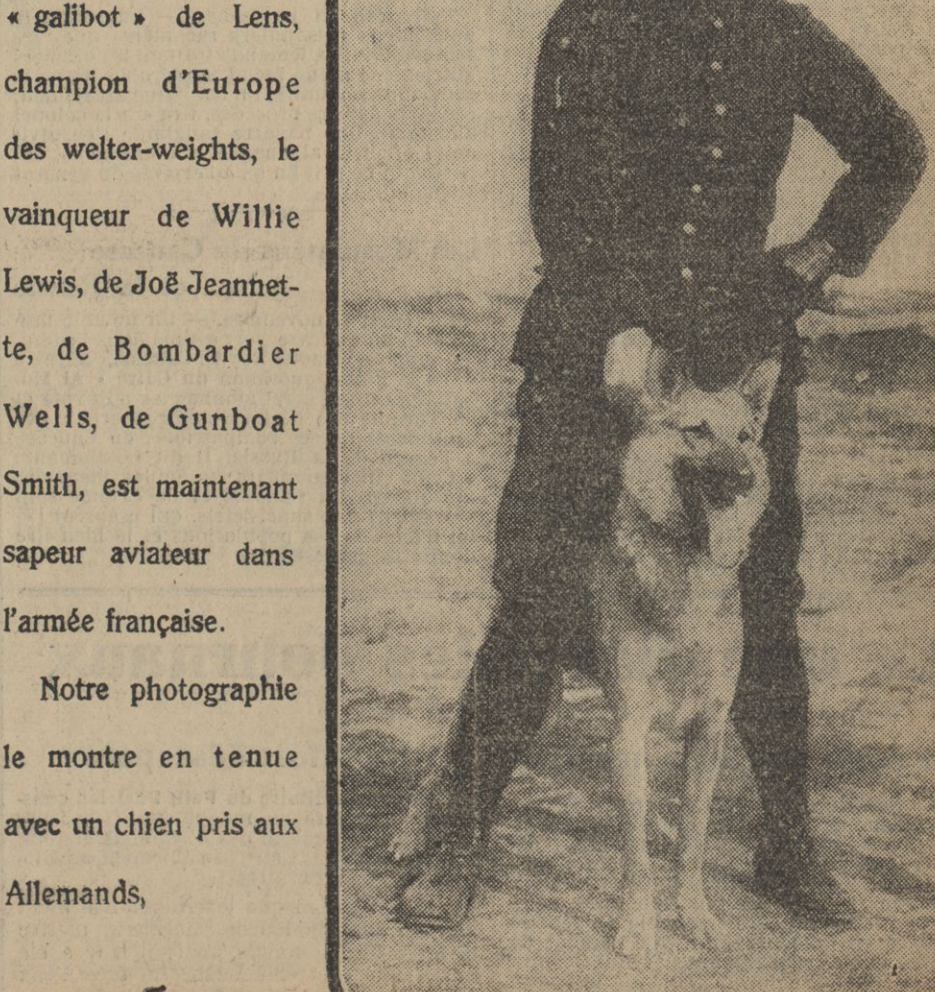 « galibot » de Lens,
champion d'Europe
des welter-weights, le
vainqueur de Willie
Lewis, de Joë Jeannet-
te, de Bombardier
Wells, de Gunboat
Smith, est maintenant
sapeur aviateur dans
l'armée française.
Notre photographie
le montre en tenue
avec un chien pris aux
Allemands,